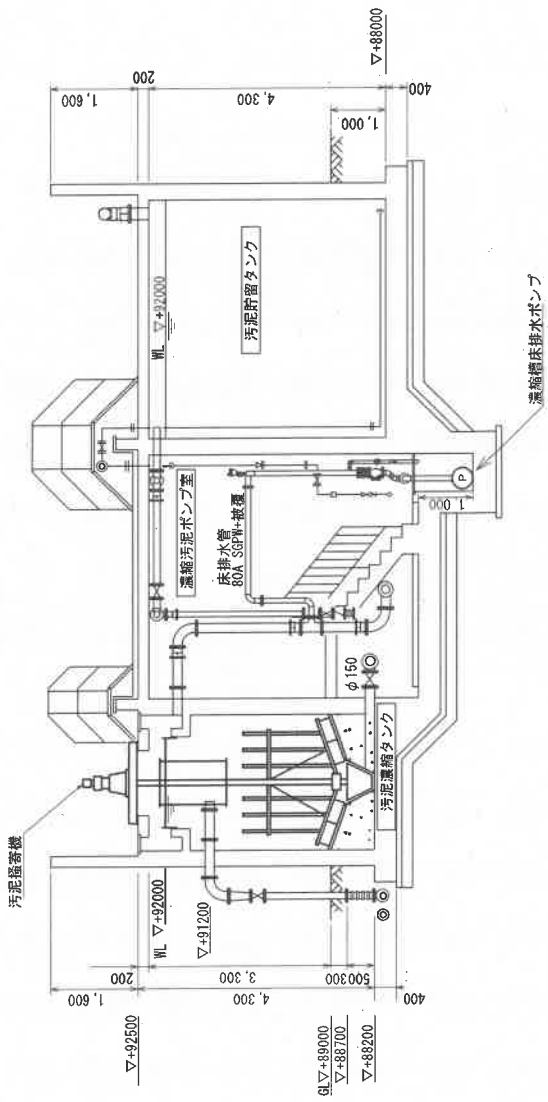 汚泥掻寄機
1,600
200
▽+92500
WL ▽+92000
▽+91200
3,300
4,300
500
300
400
GL▽+89000
▽+88700
▽+88200
汚泥濃縮タンク
φ150
濃縮汚泥ポンプ室
床排水管
80A SGPW+被覆
1,000
P
濃縮槽床排水ポンプ
WL ▽+92000
汚泥貯留タンク
1,600
200
4,300
1,000
▽+88000
400